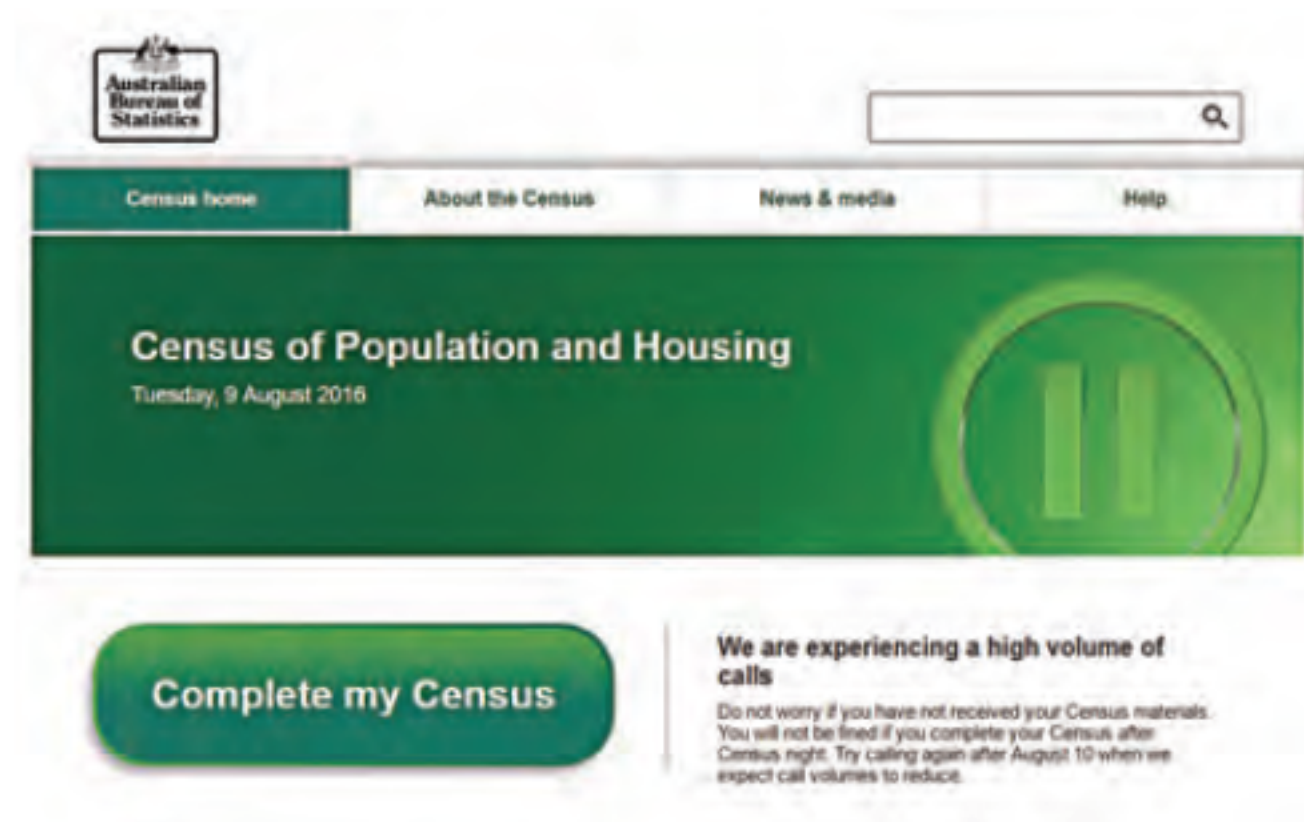 Australian
Bureau of
Statistics
Census home
About the Census
News & media
Help
Census of Population and Housing
Tuesday, 9 August 2016
Complete my Census
We are experiencing a high volume of
calls
Do not worry if you have not received your Census materials.
You will not be fined if you complete your Census after
Census night. Try calling again after August 10 when we
expect call volumes to reduce.